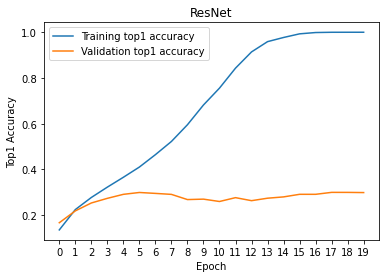 ResNet
Training top1 accuracy
Validation top1 accuracy
Top1 Accuracy
1.0
0.8
0.6
0.4
0.2
0 1 2 3 4 5 6 7 8 9 10 11 12 13 14 15 16 17 18 19
Epoch